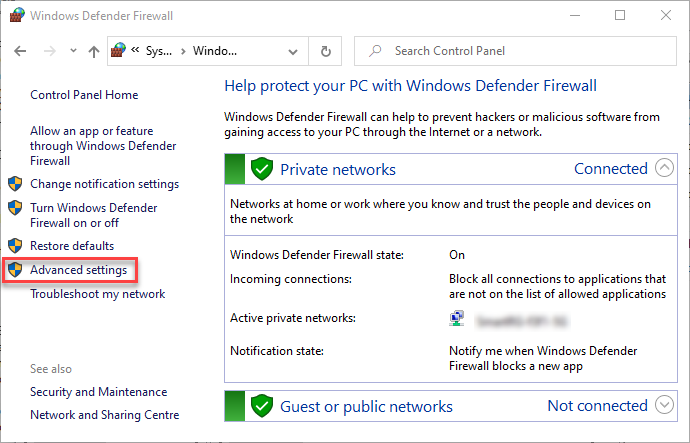 Windows Defender Firewall
« Sys... > Windo...
Search Control Panel
Control Panel Home
Allow an app or feature
through Windows Defender
Firewall
Change notification settings
Turn Windows Defender
Firewall on or off
Restore defaults
Advanced settings
Troubleshoot my network
See also
Security and Maintenance
Network and Sharing Centre
Help protect your PC with Windows Defender Firewall
Windows Defender Firewall can help to prevent hackers or malicious software from
gaining access to your PC through the Internet or a network.
Private networks Connected
Networks at home or work where you know and trust the people and devices on
the network
Windows Defender Firewall state: On
Incoming connections: Block all connections to applications that
are not on the list of allowed applications
Active private networks:
Notification state: Notify me when Windows Defender
Firewall blocks a new app
Guest or public networks Not connected